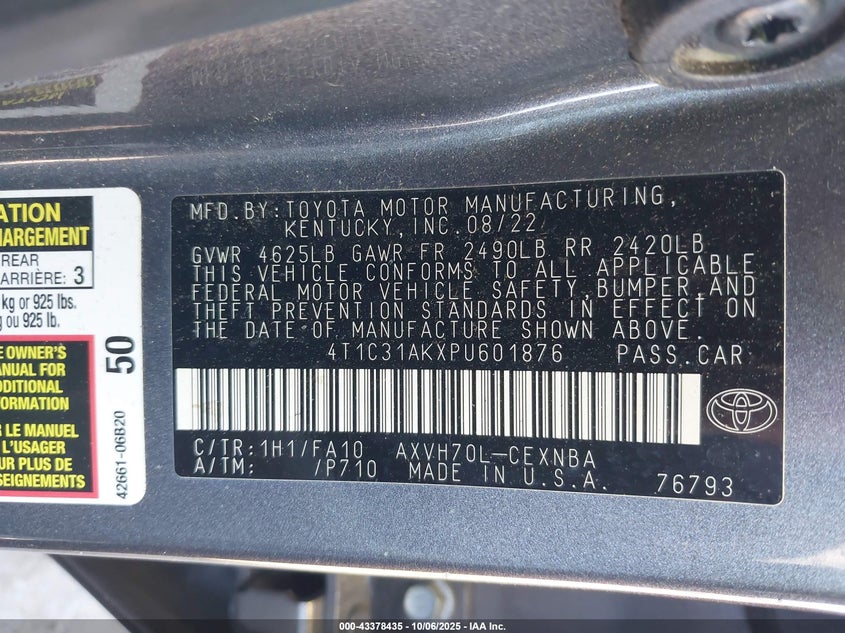 ATION
HARGEMENT
REAR
ARRIÈRE: 3
kg or 925 lbs.
g ou 925 lb.
E OWNER'S
ANUAL FOR
DDITIONAL
FORMATION
R LE MANUEL
L'USAGER
UR PLUS DE
SEIGNEMENTS
50
42661-06B20
MFD.BY:TOYOTA MOTOR MANUFACTURING,
KENTUCKY,INC.08/22
GVWR 4625LB GAWR FR 2490LB RR 2420LB
THIS VEHICLE CONFORMS TO ALL APPLICABLE
FEDERAL MOTOR VEHICLE SAFETY,BUMPER,AND
THEFT PREVENTION STANDARDS IN EFFECT ON
THE DATE OF MANUFACTURE SHOWN ABOVE.
4T1C31AKXPU601876 PASS.CAR
C/TR:1H1/FA10 AXVH70L-CEXNBA
A/TM: /P710 MADE IN U.S.A. 76793
000-43378435 - 10/06/2025 - IAA Inc.